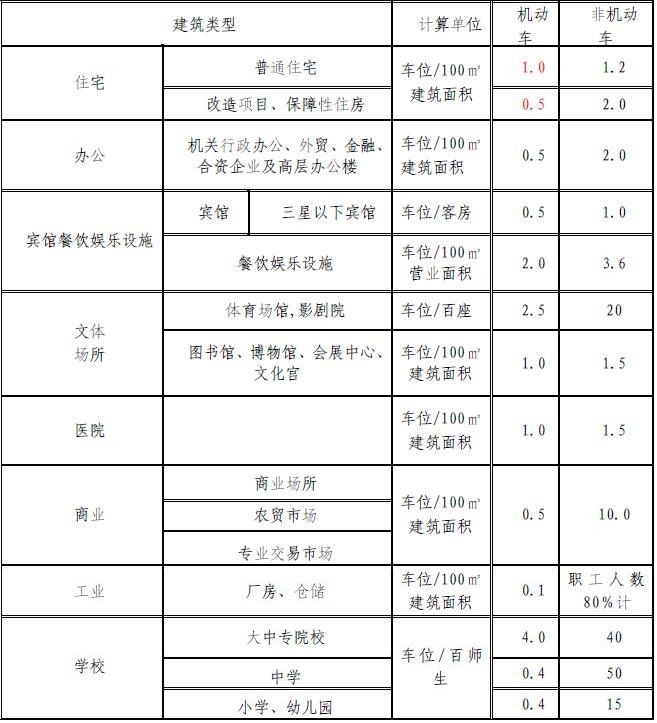 建筑类型 计算单位 机动车 非机动车
住宅 普通住宅 车位/100㎡建筑面积 1.0 1.2
改造项目、保障性住房 0.5 2.0
办公 机关行政办公、外贸、金融、合资企业及高层办公楼 车位/100㎡建筑面积 0.5 2.0
宾馆餐饮娱乐设施 宾馆 三星以下宾馆 车位/客房 0.5 1.0
餐饮娱乐设施 车位/100㎡营业面积 2.0 3.6
文体场所 体育场馆,影剧院 车位/百座 2.5 20
图书馆、博物馆、会展中心、文化宫 车位/100㎡建筑面积 1.0 1.5
医院 车位/100㎡建筑面积 1.0 1.5
商业 商业场所 车位/100㎡建筑面积 0.5 10.0
农贸市场
专业交易市场
工业 厂房、仓储 车位/100㎡建筑面积 0.1 职工人数80%计
学校 大中专院校 车位/百师生 4.0 40
中学 0.4 50
小学、幼儿园 0.4 15